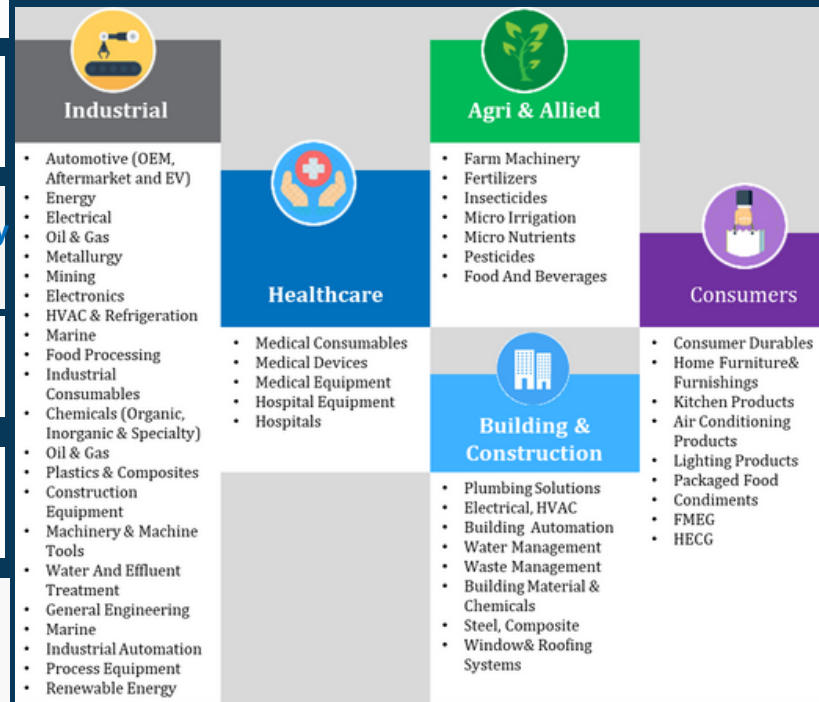 Industrial
• Automotive (OEM,
Aftermarket and EV)
• Energy
• Electrical
• Oil & Gas
• Metallurgy
• Mining
• Electronics
• HVAC & Refrigeration
• Marine
• Food Processing
• Industrial
Consumables
• Chemicals (Organic,
Inorganic & Specialty)
• Oil & Gas
• Plastics & Composites
• Construction
Equipment
• Machinery & Machine
Tools
• Water And Effluent
Treatment
• General Engineering
• Marine
• Industrial Automation
• Process Equipment
• Renewable Energy
Healthcare
• Medical Consumables
• Medical Devices
• Medical Equipment
• Hospital Equipment
• Hospitals
Agri & Allied
• Farm Machinery
• Fertilizers
• Insecticides
• Micro Irrigation
• Micro Nutrients
• Pesticides
• Food And Beverages
Building &
Construction
• Plumbing Solutions
• Electrical, HVAC
• Building Automation
• Water Management
• Waste Management
• Building Material &
Chemicals
• Steel, Composite
• Window& Roofing
Systems
Consumers
• Consumer Durables
• Home Furniture&
Furnishings
• Kitchen Products
• Air Conditioning
Products
• Lighting Products
• Packaged Food
• Condiments
• FMEG
• HECG